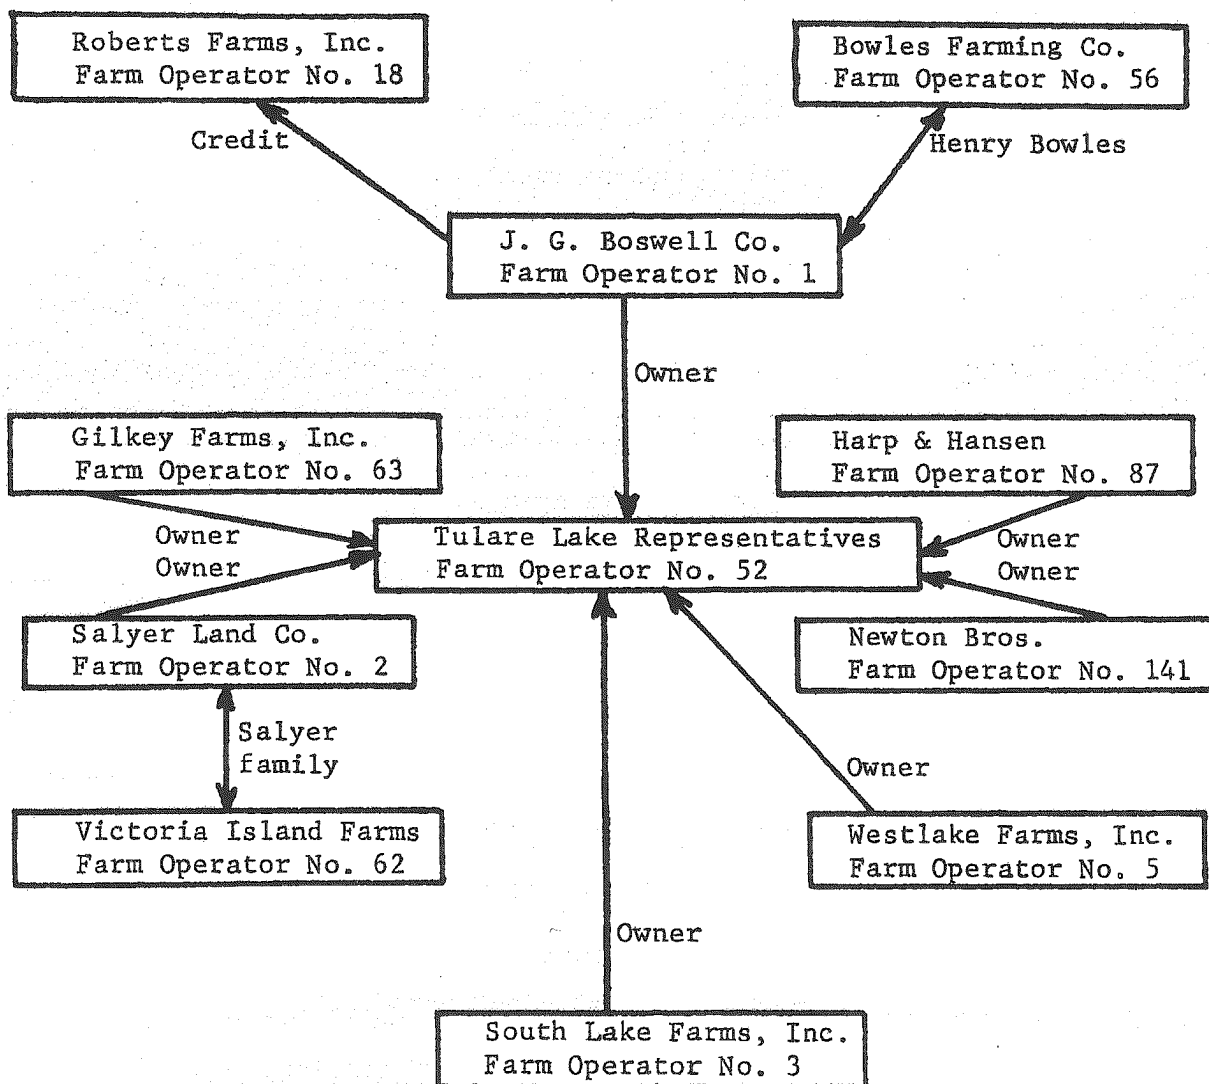 Roberts Farms, Inc.
Farm Operator No. 18
Bowles Farming Co.
Farm Operator No. 56
Credit
Henry Bowles
J. G. Boswell Co.
Farm Operator No. 1
Owner
Gilkey Farms, Inc.
Farm Operator No. 63
Harp & Hansen
Farm Operator No. 87
Owner
Owner
Tulare Lake Representatives
Farm Operator No. 52
Owner
Owner
Salyer Land Co.
Farm Operator No. 2
Newton Bros.
Farm Operator No. 141
Salyer
family
Owner
Victoria Island Farms
Farm Operator No. 62
Westlake Farms, Inc.
Farm Operator No. 5
Owner
South Lake Farms, Inc.
Farm Operator No. 3